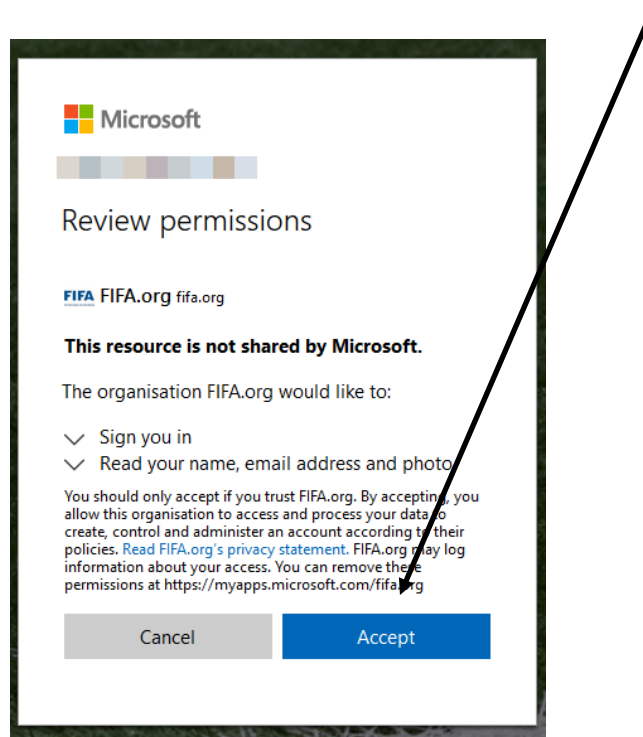 Microsoft
Review permissions
FIFA FIFA.org fifa.org
This resource is not shared by Microsoft.
The organisation FIFA.org would like to:
Sign you in
Read your name, email address and photo
You should only accept if you trust FIFA.org. By accepting, you
allow this organisation to access and process your data to
create, control and administer an account according to their
policies. Read FIFA.org's privacy statement. FIFA.org may log
information about your access. You can remove these
permissions at https://myapps.microsoft.com/fifa.org
Cancel Accept